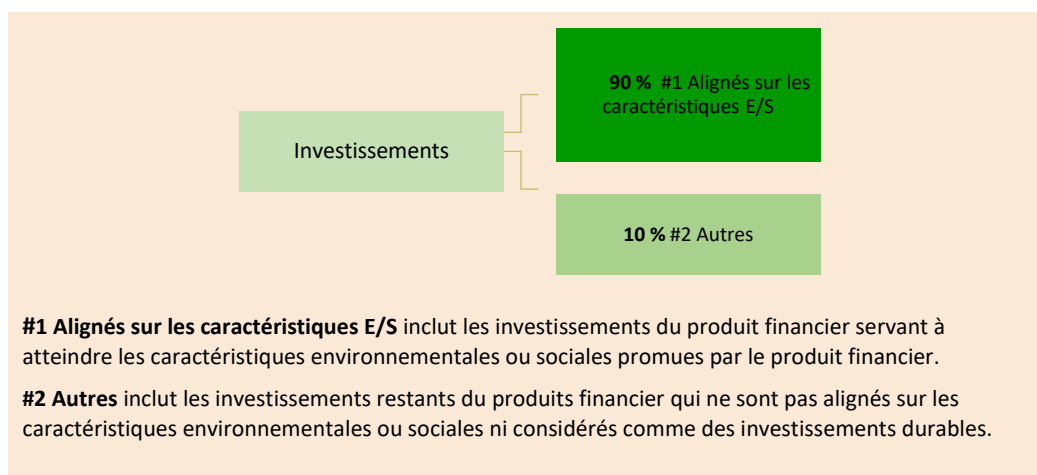 90 % #1 Alignés sur les
caractéristiques E/S
Investissements
10 % #2 Autres
#1 Alignés sur les caractéristiques E/S inclut les investissements du produit financier servant à
atteindre les caractéristiques environnementales ou sociales promues par le produit financier.
#2 Autres inclut les investissements restants du produits financier qui ne sont pas alignés sur les
caractéristiques environnementales ou sociales ni considérés comme des investissements durables.